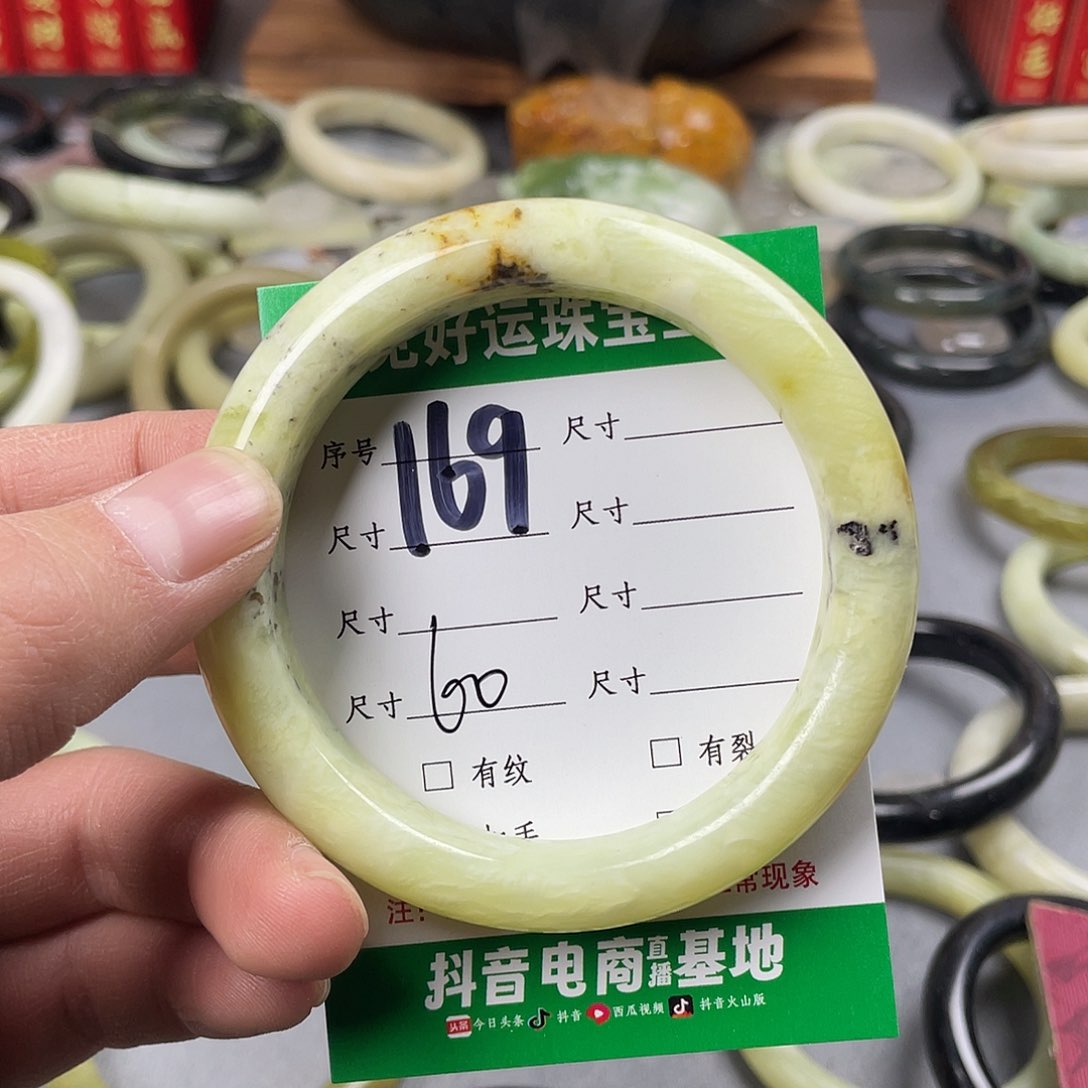 好运珠宝
序号 169 尺寸
尺寸 尺寸
尺寸 尺寸
尺寸 60 尺寸
有纹 有裂
注:
常现象
抖音电商直播基地
头条 今日头条 抖音 西瓜视频 抖音火山版